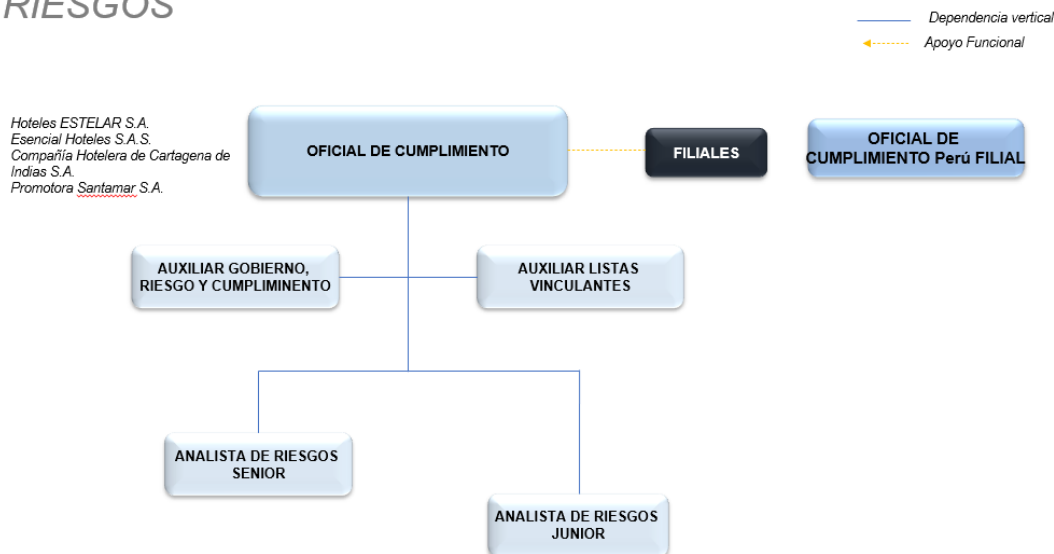 RIESGOS
Dependencia vertical
Apoyo Funcional
Hoteles ESTELAR S.A.
Esencial Hoteles S.A.S.
Compañía Hotelera de Cartagena de
Indias S.A.
Promotora Santamar S.A.
OFICIAL DE CUMPLIMIENTO
FILIALES
OFICIAL DE
CUMPLIMIENTO Perú FILIAL
AUXILIAR GOBIERNO,
RIESGO Y CUMPLIMINENTO
AUXILIAR LISTAS
VINCULANTES
ANALISTA DE RIESGOS
SENIOR
ANALISTA DE RIESGOS
JUNIOR